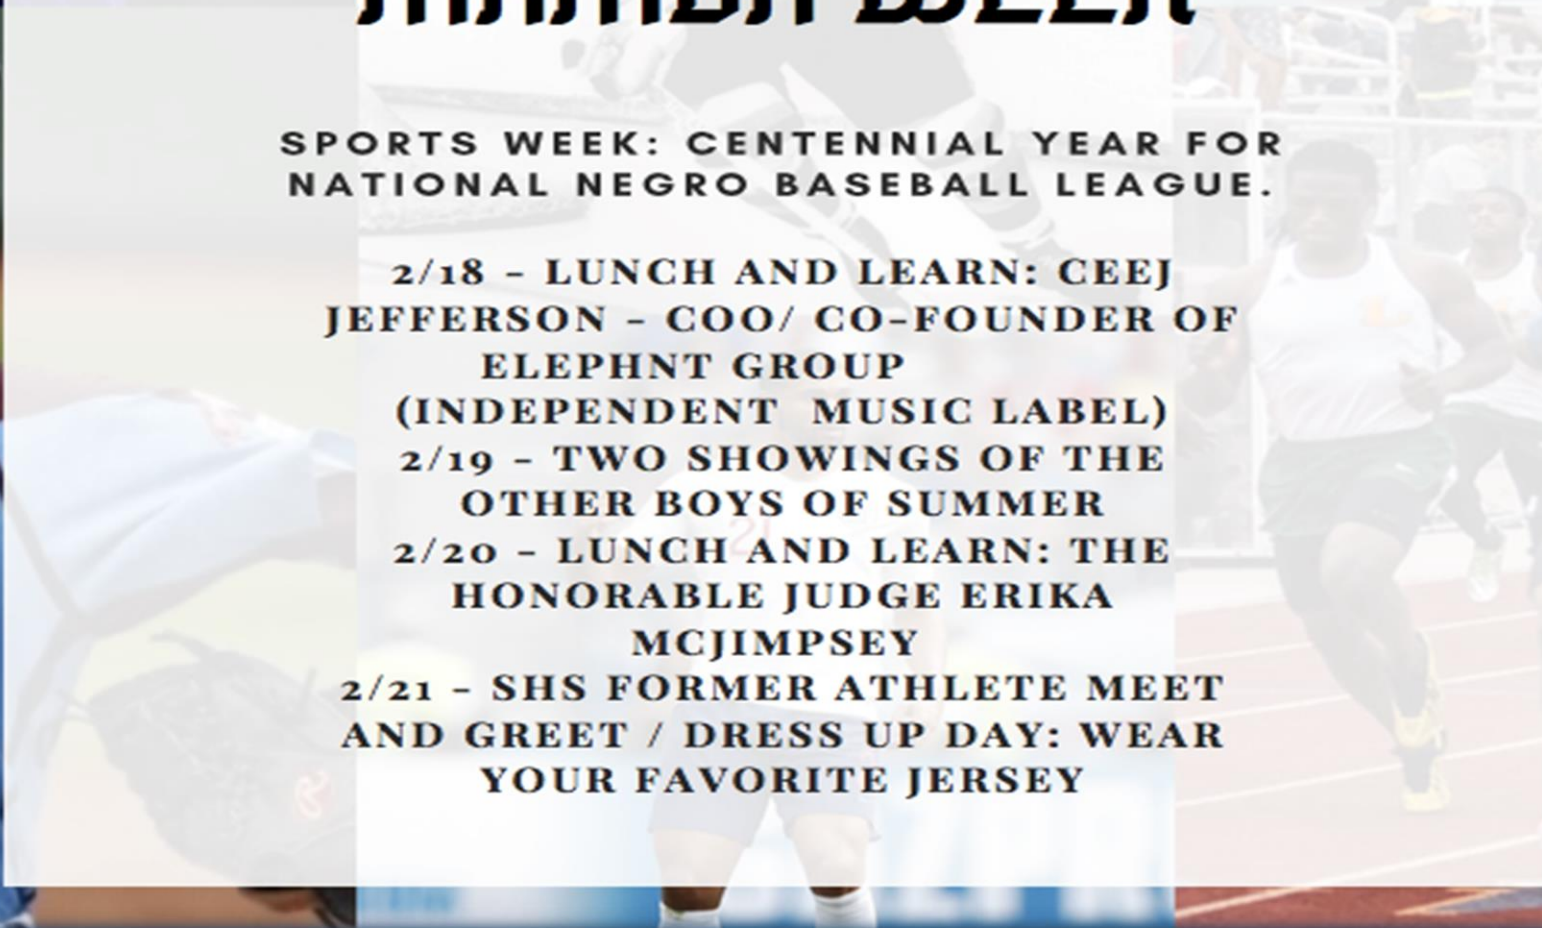 WEEK
SPORTS WEEK: CENTENNIAL YEAR FOR
NATIONAL NEGRO BASEBALL LEAGUE.
2/18 - LUNCH AND LEARN: CEEJ
JEFFERSON - COO/ CO-FOUNDER OF
ELEPHNT GROUP
(INDEPENDENT MUSIC LABEL)
2/19 - TWO SHOWINGS OF THE
OTHER BOYS OF SUMMER
2/20 - LUNCH AND LEARN: THE
HONORABLE JUDGE ERIKA
MCJIMPSEY
2/21 - SHS FORMER ATHLETE MEET
AND GREET / DRESS UP DAY: WEAR
YOUR FAVORITE JERSEY